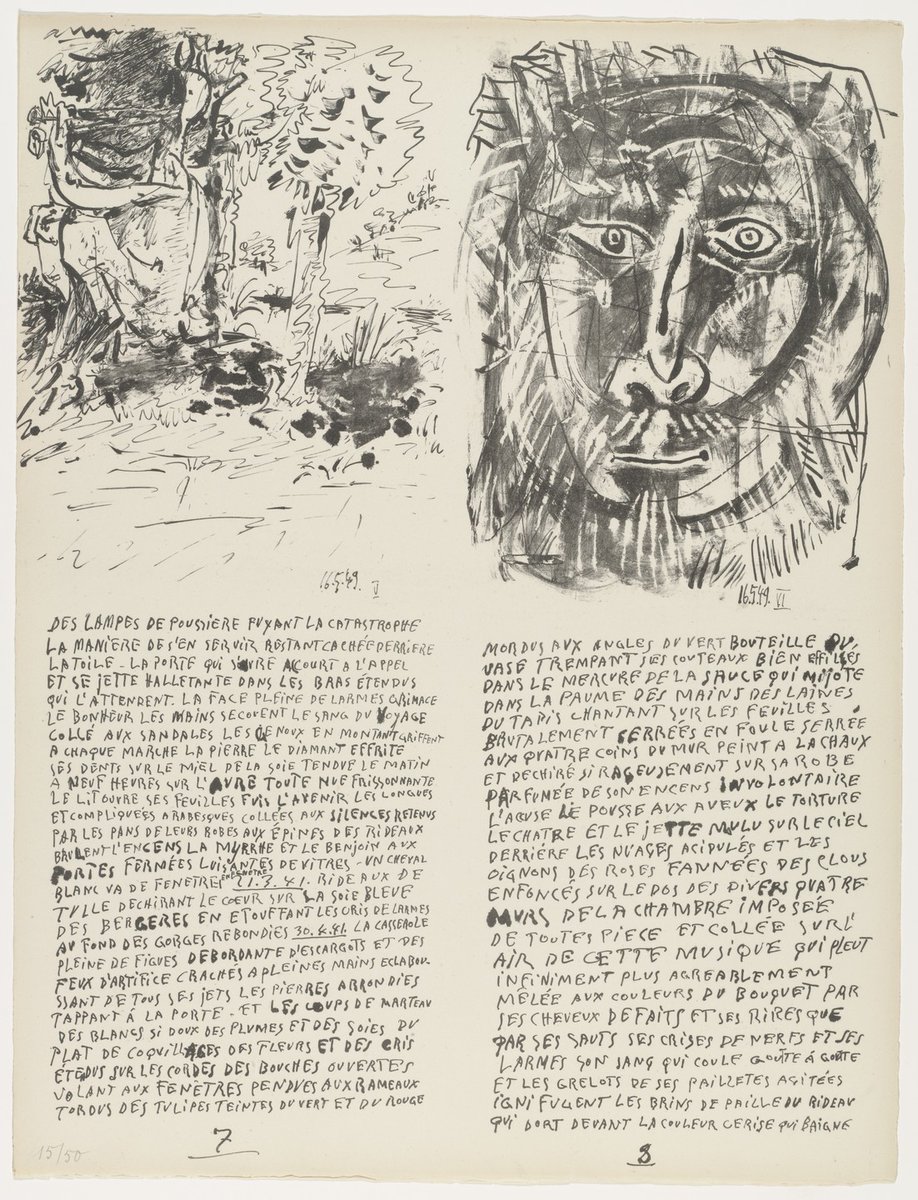 16.5.49. V
DES LAMPES DE POUSSIÈRE FUYANT LA CATASTROPHE
LA MANIÈRE DE S'EN SERVIR RESTANT CACHÉE DERRIÈRE
LA TOILE - LA PORTE QUI S'OUVRE ACCOURT A L'APPEL
ET SE JETTE HALLETANTE DANS LES BRAS ÉTENDUS
QUI L'ATTENDENT. LA FACE PLEINE DE LARMES GRIMACE
LE BONHEUR LES MAINS SECOUENT LE SANG DU VOYAGE
COLLÉ AUX SANDALES LES GENOUX EN MONTANT GRIFFENT
A CHAQUE MARCHE LA PIERRE LE DIAMANT EFFRITE
SES DENTS SUR LE MIEL DE LA SOIE TENDUE LE MATIN
A NEUF HEURES SUR L'AVRE TOUTE NUE FRISSONNANTE
LE LIT OUVRE SES FEUILLES FUIS L'AVENIR LES LONGUES
ET COMPLIQUÉES ARABESQUES COLLÉES AUX SILENCES RETENUS
PAR LES PANS DE LEURS ROBES AUX ÉPINES DES RIDEAUX
BRULENT L'ENCENS LA MYRRHE ET LE BENJOIN AUX
PORTES FERMÉES LUISANTES DE VITRES - UN CHEVAL
BLANC VA DE FENETRE 21.3.41. RIDEAUX DE
TULLE DECHIRANT LE COEUR SUR LA SOIE BLEUE
DES BERGERES EN ETOUFFANT LES CRIS DE LARMES
AU FOND DES GORGES REBONDIES 30.4.41. LA CASSEROLE
PLEINE DE FIGUES DEBORDANTE D'ESCARGOTS ET DES
FEUX D'ARTIFICE CRACHÉS A PLEINES MAINS ECLABOU-
SSANT DE TOUS SES JETS LES PIERRES ARRONDIES
TAPPANT À LA PORTE - ET LES COUPS DE MARTEAU
DES BLANCS SI DOUX DES PLUMES ET DES SOIES DU
PLAT DE COQUILLAGES DES FLEURS ET DES CRIS
ÉTENDUS SUR LES CORDES DES BOUCHES OUVERTES
VOLANT AUX FENETRES PENDUES AUX RAMEAUX
TORDUS DES TULIPES TEINTES DU VERT ET DU ROUGE
7
15/50
16.5.49. VI
MORDUS AUX ANGLES DU VERT BOUTEILLE DU
VASE TREMPANT SES COUTEAUX BIEN EFFILÉES
DANS LE MERCURE DE LA SAUCE QUI MIJOTE
DANS LA PAUME DES MAINS DES LAINES
DU TAPIS CHANTANT SUR LES FEUILLES
BRUTALEMENT SERRÉES EN FOULE SERRÉE
AUX QUATRE COINS DU MUR PEINT A LA CHAUX
ET DECHIRÉ SI RAGEUSEMENT SUR SA ROBE
PARFUMÉE DE SON ENCENS INVOLONTAIRE
L'ACUSE LE POUSSE AUX AVEUX LE TORTURE
LE CHATRE ET LE JETTE MULU SUR LE CIEL
DERRIÉRE LES NUAGES ACIDULÉS ET LES
OIGNONS DES ROSES FANNÉES DES CLOUS
ENFONCÉS SUR LE DOS DES DIVERS QUATRE
MURS DE LA CHAMBRE IMPOSÉE
DE TOUTES PIECE ET COLLÉE SUR L'
AIR DE CETTE MUSIQUE QUI PLEUT
INFINIMENT PLUS AGREABLEMENT
MÊLÉE AUX COULEURS DU BOUQUET PAR
SES CHEVEUX DEFAITS ET SES RIRES QUE
PAR SES SAUTS SES CRISES DE NERFS ET SES
LARMES SON SANG QUI COULE GOUTE À GOUTE
ET LES GRELOTS DE SES PAILLETES AGITÉES
IGNIFUGENT LES BRINS DE PAILLE DU RIDEAU
QUI DORT DEVANT LA COULEUR CERISE QUI BAIGNE
8